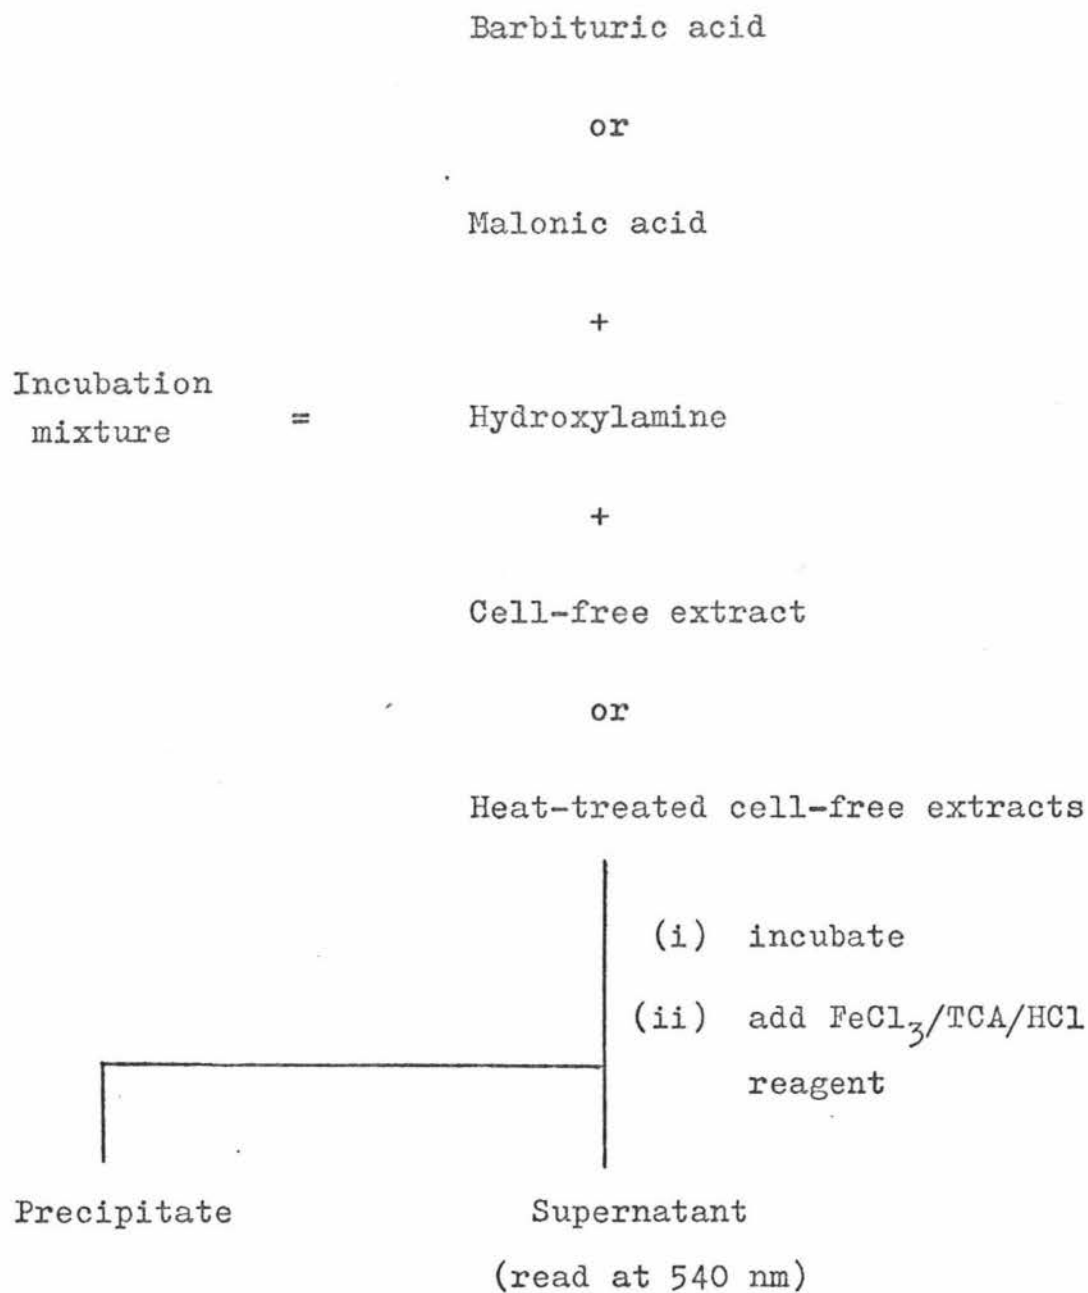 Barbituric acid
or
Malonic acid
+
Incubation
mixture = Hydroxylamine
+
Cell-free extract
or
Heat-treated cell-free extracts
(i) incubate
(ii) add FeCl₃/TCA/HCl
reagent
Precipitate Supernatant
(read at 540 nm)